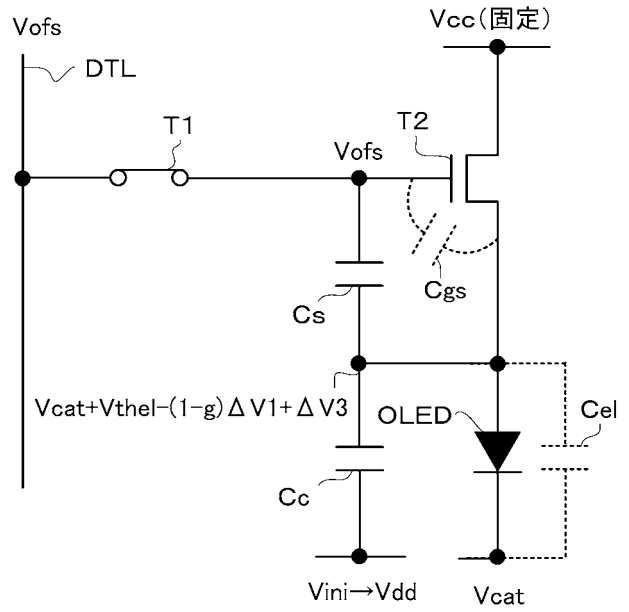 Vofs
Vcc(固定)
DTL
T1
Vofs
T2
Cgs
Cs
Vcat+Vthel-(1-g)ΔV1+ΔV3
OLED
Cel
Cc
Vini→Vdd
Vcat